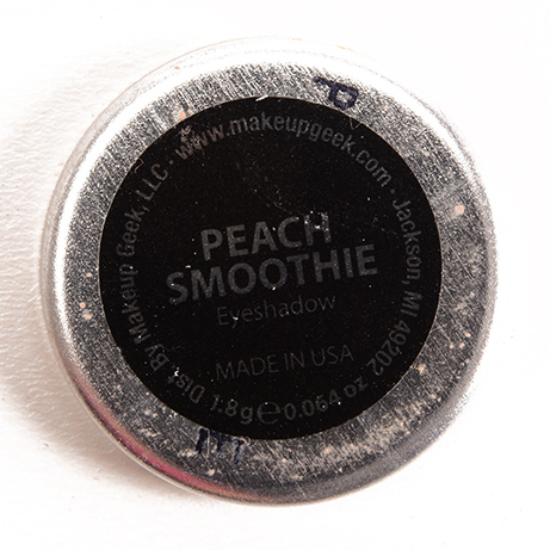 Dist By Makeup Geek, LLC · www.makeupgeek.com · Jackson, MI 49202
PEACH
SMOOTHIE
Eyeshadow
MADE IN USA
1.8g℮0.064 oz